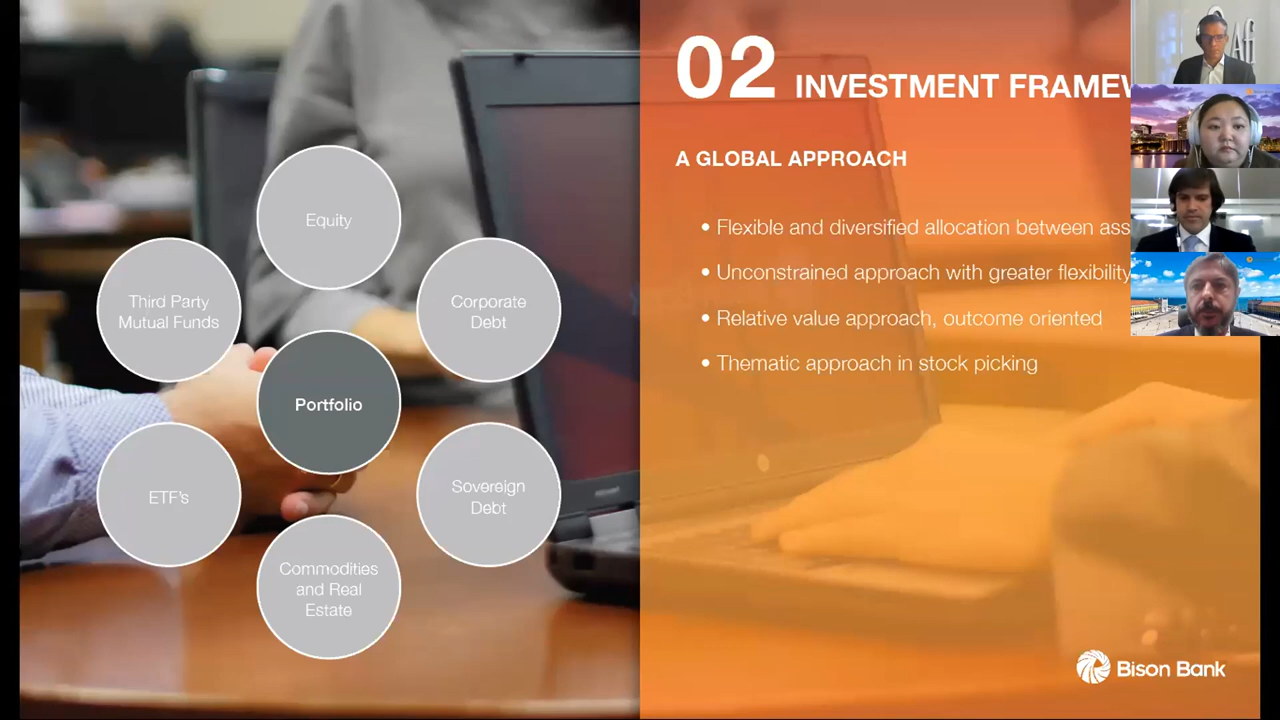 02 INVESTMENT FRAMEW
A GLOBAL APPROACH
• Flexible and diversified allocation between ass
• Unconstrained approach with greater flexibility
• Relative value approach, outcome oriented
• Thematic approach in stock picking
Equity
Third Party
Mutual Funds
Corporate
Debt
Portfolio
ETF's
Sovereign
Debt
Commodities
and Real
Estate
Bison Bank
Afi